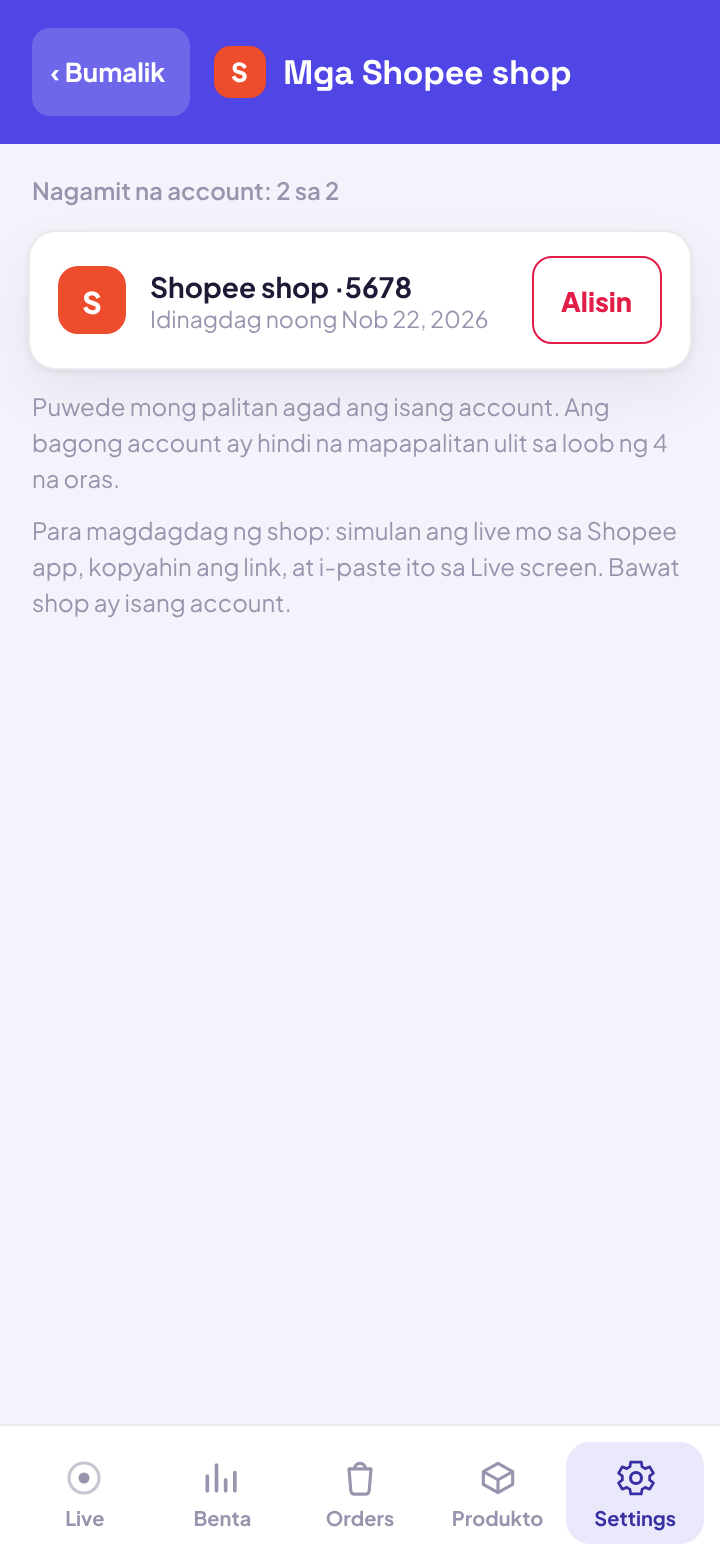 ‹ Bumalik
S
Mga Shopee shop
Nagamit na account: 2 sa 2
S
Shopee shop ·5678
Idinagdag noong Nob 22, 2026
Alisin
Puwede mong palitan agad ang isang account. Ang
bagong account ay hindi na mapapalitan ulit sa loob ng 4
na oras.
Para magdagdag ng shop: simulan ang live mo sa Shopee
app, kopyahin ang link, at i-paste ito sa Live screen. Bawat
shop ay isang account.
Live
Benta
Orders
Produkto
Settings